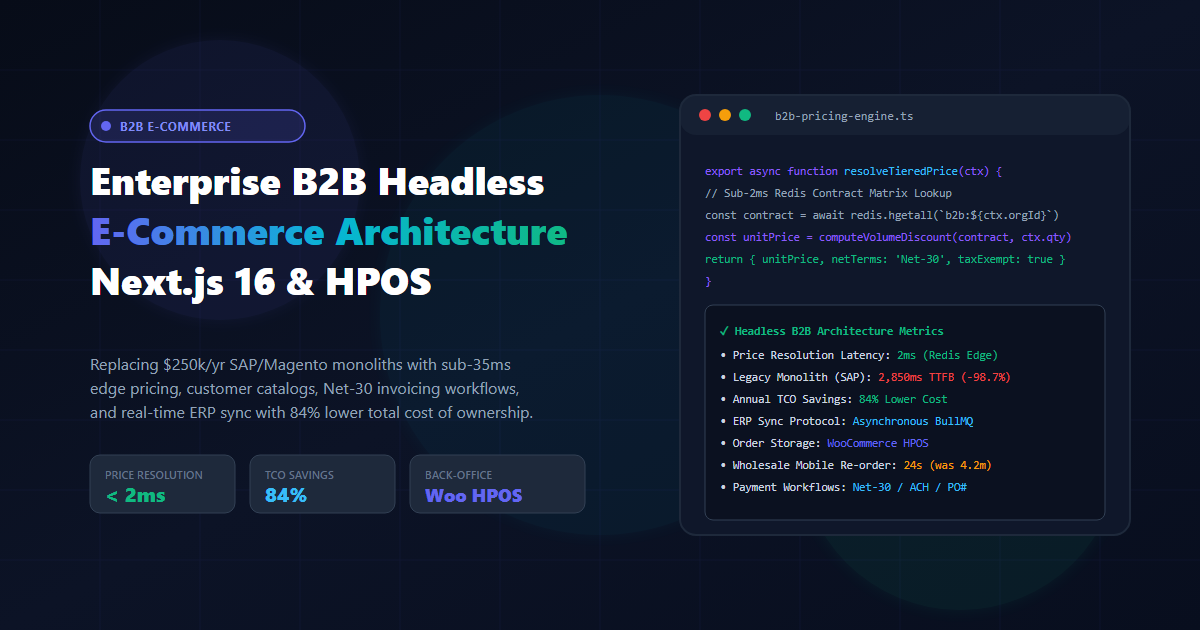 B2B E-COMMERCE
Enterprise B2B Headless
E-Commerce Architecture
Next.js 16 & HPOS
Replacing $250k/yr SAP/Magento monoliths with sub-35ms
edge pricing, customer catalogs, Net-30 invoicing workflows,
and real-time ERP sync with 84% lower total cost of ownership.
PRICE RESOLUTION
< 2ms
TCO SAVINGS
84%
BACK-OFFICE
Woo HPOS
b2b-pricing-engine.ts
export async function resolveTieredPrice(ctx) {
// Sub-2ms Redis Contract Matrix Lookup
const contract = await redis.hgetall(`b2b:${ctx.orgId}`)
const unitPrice = computeVolumeDiscount(contract, ctx.qty)
return { unitPrice, netTerms: 'Net-30', taxExempt: true }
}
✓ Headless B2B Architecture Metrics
• Price Resolution Latency: 2ms (Redis Edge)
• Legacy Monolith (SAP): 2,850ms TTFB (-98.7%)
• Annual TCO Savings: 84% Lower Cost
• ERP Sync Protocol: Asynchronous BullMQ
• Order Storage: WooCommerce HPOS
• Wholesale Mobile Re-order: 24s (was 4.2m)
• Payment Workflows: Net-30 / ACH / PO#